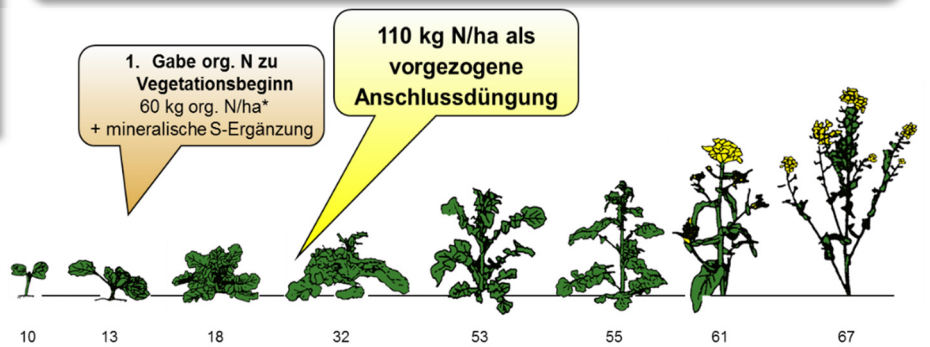 1. Gabe org. N zu
Vegetationsbeginn
60 kg org. N/ha*
+ mineralische S-Ergänzung
110 kg N/ha als
vorgezogene
Anschlussdüngung
10 13 18 32 53 55 61 67